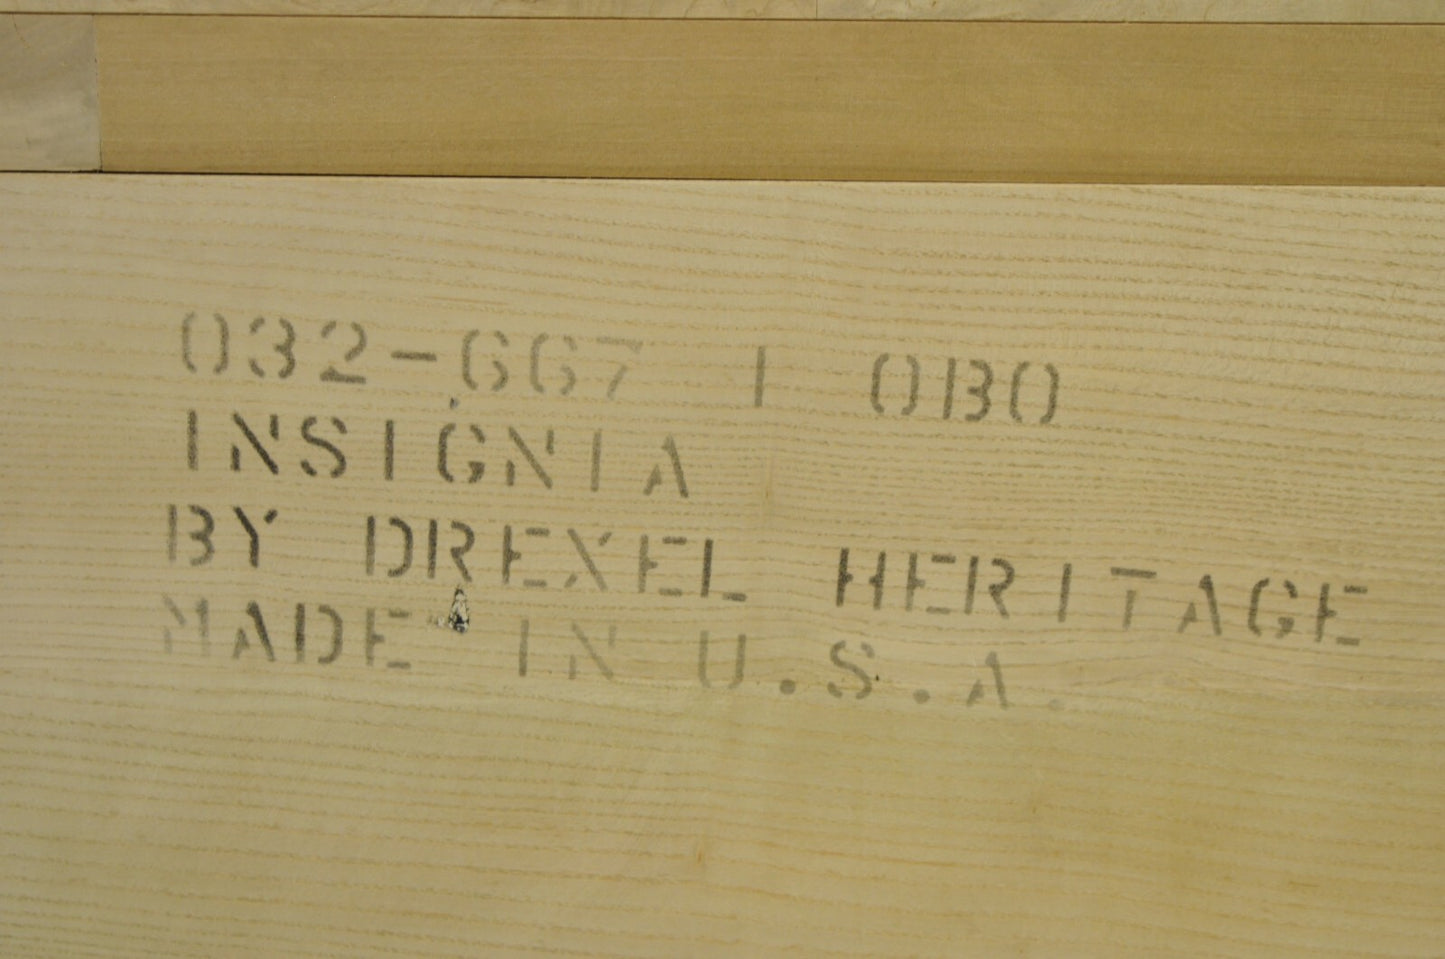 032-667 1 0B0
INSIGNIA
BY DREXEL HERITAGE
MADE IN U.S.A.